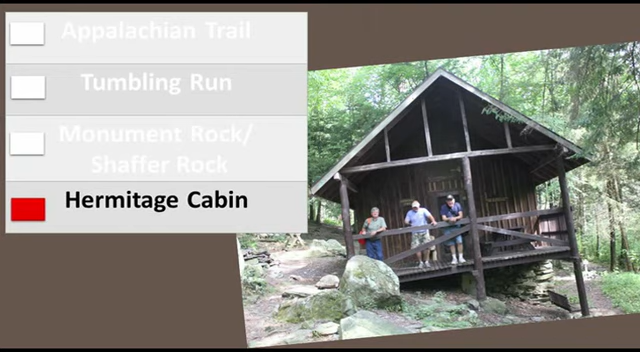 Appalachian Trail
Tumbling Run
Monument Rock/
Shaffer Rock
Hermitage Cabin